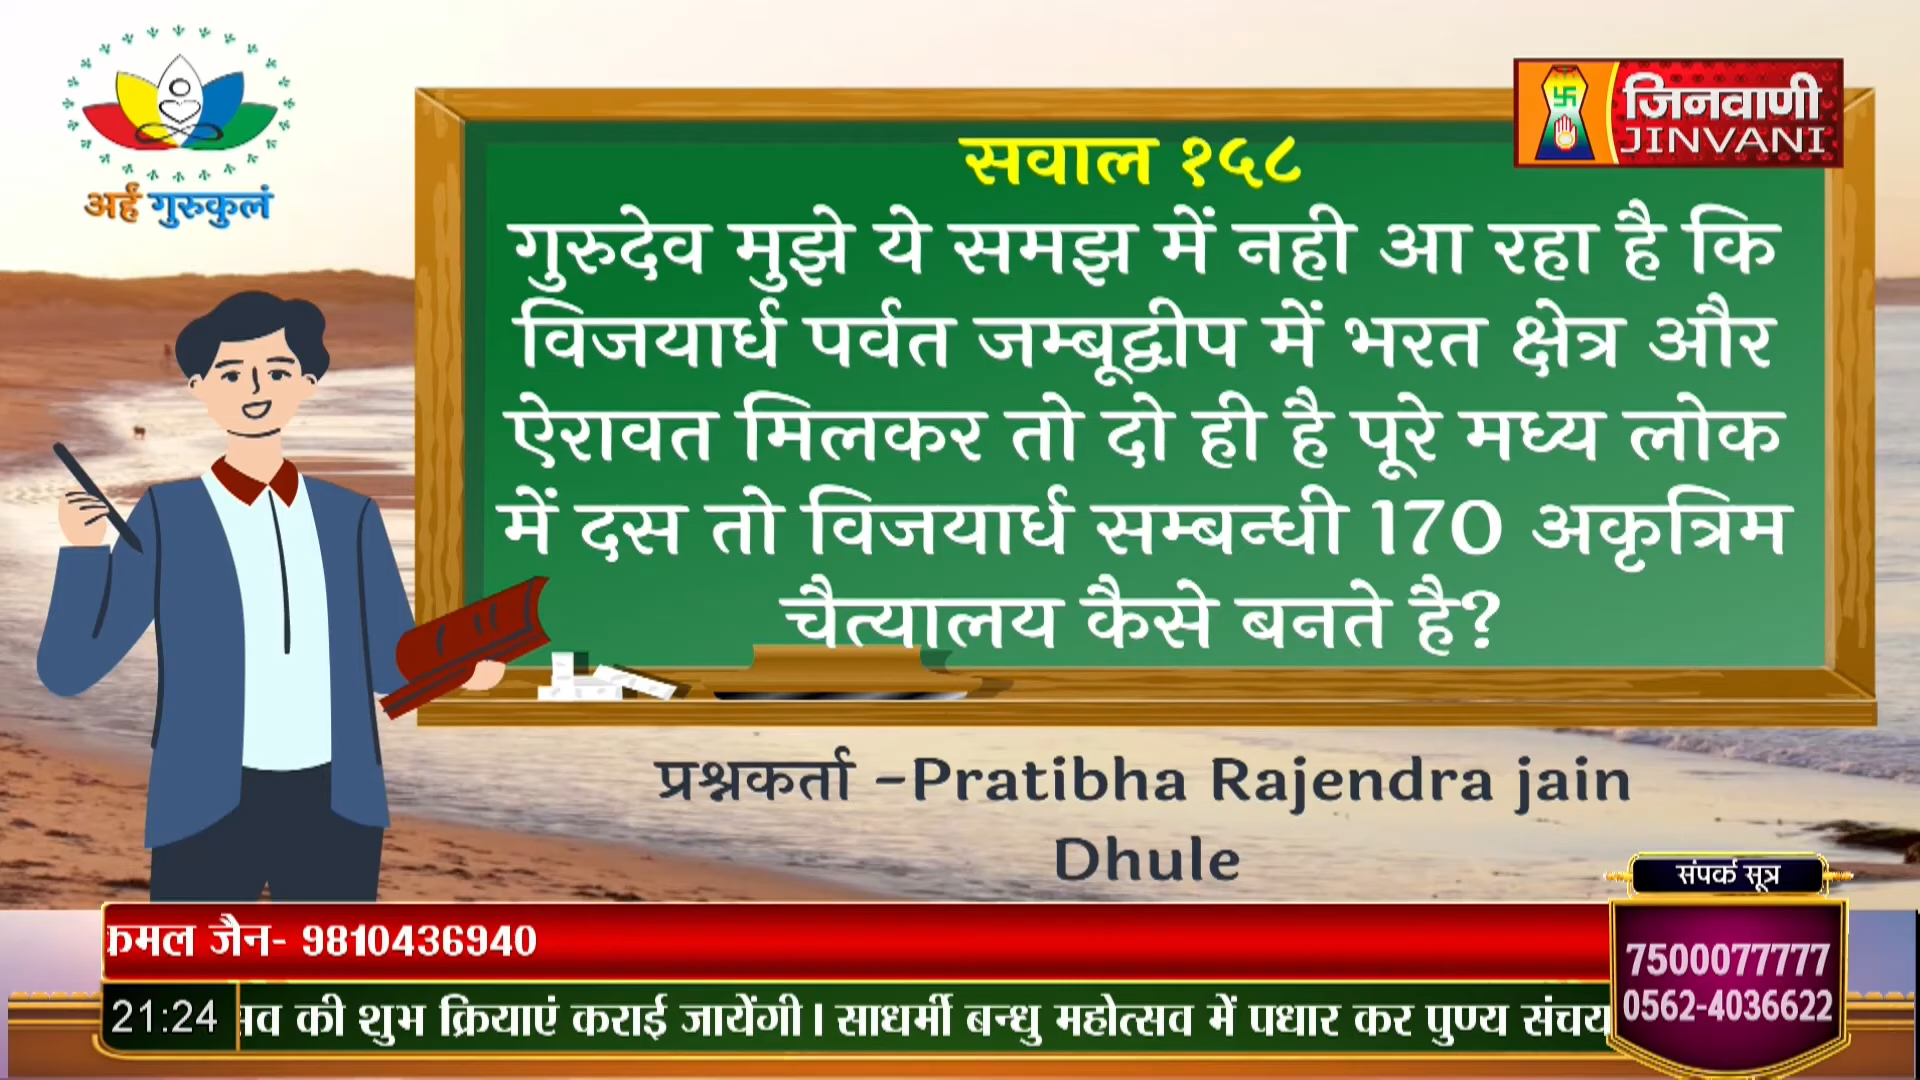 जिनवाणी
JINVANI
अर्हं गुरुकुलं
सवाल १५८
गुरुदेव मुझे ये समझ में नही आ रहा है कि
विजयार्ध पर्वत जम्बूद्वीप में भरत क्षेत्र और
ऐरावत मिलकर तो दो ही है पूरे मध्य लोक
में दस तो विजयार्ध सम्बन्धी 170 अकृत्रिम
चैत्यालय कैसे बनते है?
प्रश्नकर्ता –Pratibha Rajendra jain
Dhule
संपर्क सूत्र
7500077777
0562-4036622
कमल जैन- 9810436940
21:24
की शुभ क्रियाएं कराई जायेंगी। साधर्मी बन्धु महोत्सव में पधार कर पुण्य संचय